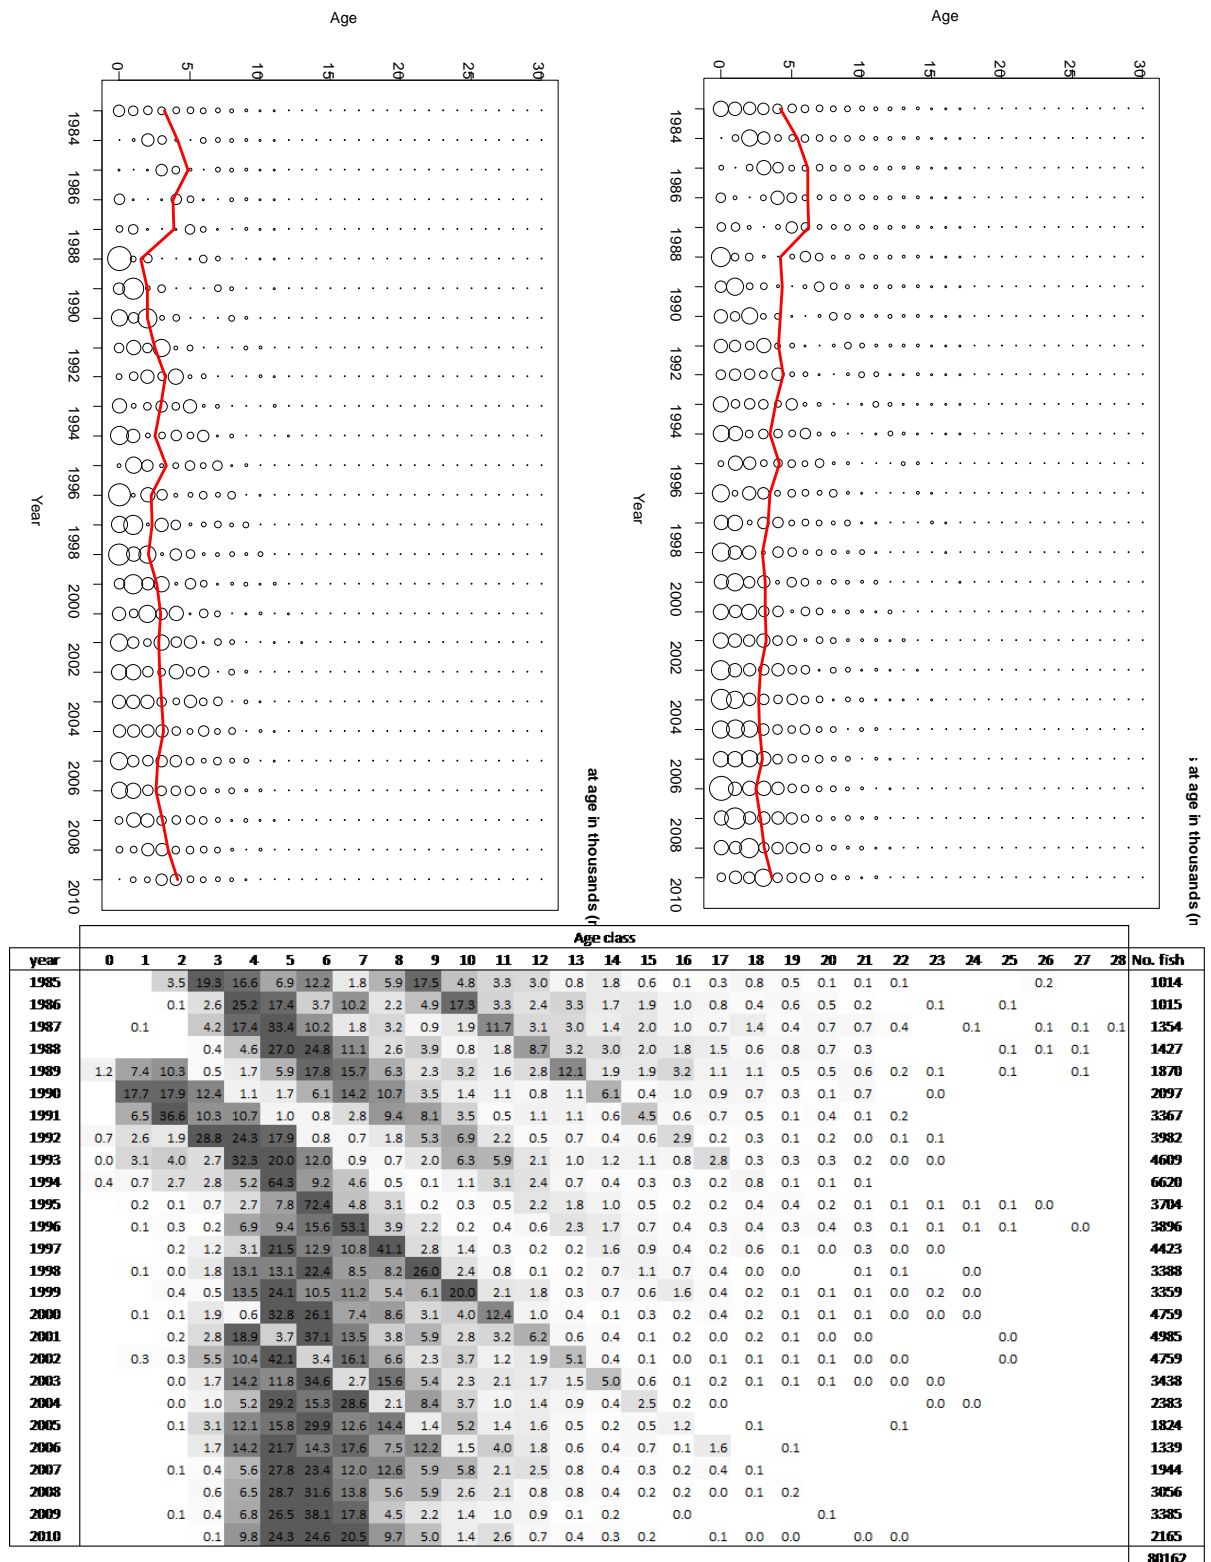 Age
0 5 10 15 20 25 30
1984
1986
1988
1990
1992
1994
1996
1998
2000
2002
2004
2006
2008
2010
Year
at age in thousands (r
Age
0 5 10 15 20 25 30
1984
1986
1988
1990
1992
1994
1996
1998
2000
2002
2004
2006
2008
2010
Year
at age in thousands (r
Age class
year 0 1 2 3 4 5 6 7 8 9 10 11 12 13 14 15 16 17 18 19 20 21 22 23 24 25 26 27 28 No. fish
1985 3.5 19.3 16.6 6.9 12.2 1.8 5.9 17.5 4.8 3.3 3.0 0.8 1.8 0.6 0.1 0.3 0.8 0.5 0.1 0.1 0.1 0.2 1014
1986 0.1 2.6 25.2 17.4 3.7 10.2 2.2 4.9 17.3 3.3 2.4 3.3 1.7 1.9 1.0 0.8 0.4 0.6 0.5 0.2 0.1 0.1 1015
1987 0.1 4.2 17.4 33.4 10.2 1.8 3.2 0.9 1.9 11.7 3.1 3.0 1.4 2.0 1.0 0.7 1.4 0.4 0.7 0.7 0.4 0.1 0.1 0.1 0.1 1354
1988 0.4 4.6 27.0 24.8 11.1 2.6 3.9 0.8 1.8 8.7 3.2 3.0 2.0 1.8 1.5 0.6 0.8 0.7 0.3 0.1 0.1 0.1 1427
1989 1.2 7.4 10.3 0.5 1.7 5.9 17.8 15.7 6.3 2.3 3.2 1.6 2.8 12.1 1.9 1.9 3.2 1.1 1.1 0.5 0.5 0.6 0.2 0.1 0.1 0.1 1870
1990 17.7 17.9 12.4 1.1 1.7 6.1 14.2 10.7 3.5 1.4 1.1 0.8 1.1 6.1 0.4 1.0 0.9 0.7 0.3 0.1 0.7 0.0 2097
1991 6.5 36.6 10.3 10.7 1.0 0.8 2.8 9.4 8.1 3.5 0.5 1.1 1.1 0.6 4.5 0.6 0.7 0.5 0.1 0.4 0.1 0.2 3367
1992 0.7 2.6 1.9 28.8 24.3 17.9 0.8 0.7 1.8 5.3 6.9 2.2 0.5 0.7 0.4 0.6 2.9 0.2 0.3 0.1 0.2 0.0 0.1 0.1 3982
1993 0.0 3.1 4.0 2.7 32.3 20.0 12.0 0.9 0.7 2.0 6.3 5.9 2.1 1.0 1.2 1.1 0.8 2.8 0.3 0.3 0.3 0.2 0.0 0.0 4609
1994 0.4 0.7 2.7 2.8 5.2 64.3 9.2 4.6 0.5 0.1 1.1 3.1 2.4 0.7 0.4 0.3 0.3 0.2 0.8 0.1 0.1 0.1 6620
1995 0.2 0.1 0.7 2.7 7.8 72.4 4.8 3.1 0.2 0.3 0.5 2.2 1.8 1.0 0.5 0.2 0.2 0.4 0.4 0.2 0.1 0.1 0.1 0.1 0.1 0.0 3704
1996 0.1 0.3 0.2 6.9 9.4 15.6 53.1 3.9 2.2 0.2 0.4 0.6 2.3 1.7 0.7 0.4 0.3 0.4 0.3 0.4 0.3 0.1 0.1 0.1 0.1 0.0 3896
1997 0.2 1.2 3.1 21.5 12.9 10.8 41.1 2.8 1.4 0.3 0.2 0.2 1.6 0.9 0.4 0.2 0.6 0.1 0.0 0.3 0.0 0.0 4423
1998 0.1 0.0 1.8 13.1 13.1 22.4 8.5 8.2 26.0 2.4 0.8 0.1 0.2 0.7 1.1 0.7 0.4 0.0 0.0 0.1 0.1 0.0 3388
1999 0.4 0.5 13.5 24.1 10.5 11.2 5.4 6.1 20.0 2.1 1.8 0.3 0.7 0.6 1.6 0.4 0.2 0.1 0.1 0.1 0.0 0.2 0.0 3359
2000 0.1 0.1 1.9 0.6 32.8 26.1 7.4 8.6 3.1 4.0 12.4 1.0 0.4 0.1 0.3 0.2 0.4 0.2 0.1 0.1 0.1 0.0 0.0 0.0 4759
2001 0.2 2.8 18.9 3.7 37.1 13.5 3.8 5.9 2.8 3.2 6.2 0.6 0.4 0.1 0.2 0.0 0.2 0.1 0.0 0.0 0.0 4985
2002 0.3 0.3 5.5 10.4 42.1 3.4 16.1 6.6 2.3 3.7 1.2 1.9 5.1 0.4 0.1 0.0 0.1 0.1 0.1 0.1 0.0 0.0 0.0 4759
2003 0.0 1.7 14.2 11.8 34.6 2.7 15.6 5.4 2.3 2.1 1.7 1.5 5.0 0.6 0.1 0.2 0.1 0.1 0.1 0.0 0.0 0.0 3438
2004 0.0 1.0 5.2 29.2 15.3 28.6 2.1 8.4 3.7 1.0 1.4 0.9 0.4 2.5 0.2 0.0 0.0 0.0 2383
2005 0.1 3.1 12.1 15.8 29.9 12.6 14.4 1.4 5.2 1.4 1.6 0.5 0.2 0.5 1.2 0.1 0.1 1824
2006 1.7 14.2 21.7 14.3 17.6 7.5 12.2 1.5 4.0 1.8 0.6 0.4 0.7 0.1 1.6 0.1 1339
2007 0.1 0.4 5.6 27.8 23.4 12.0 12.6 5.9 5.8 2.1 2.5 0.8 0.4 0.3 0.2 0.4 0.1 1944
2008 0.6 6.5 28.7 31.6 13.8 5.6 5.9 2.6 2.1 0.8 0.8 0.4 0.2 0.2 0.0 0.1 0.2 3056
2009 0.1 0.4 6.8 26.5 38.1 17.8 4.5 2.2 1.4 1.0 0.9 0.1 0.2 0.0 0.1 3385
2010 0.1 9.8 24.3 24.6 20.5 9.7 5.0 1.4 2.6 0.7 0.4 0.3 0.2 0.1 0.0 0.0 0.0 0.0 2165
80162